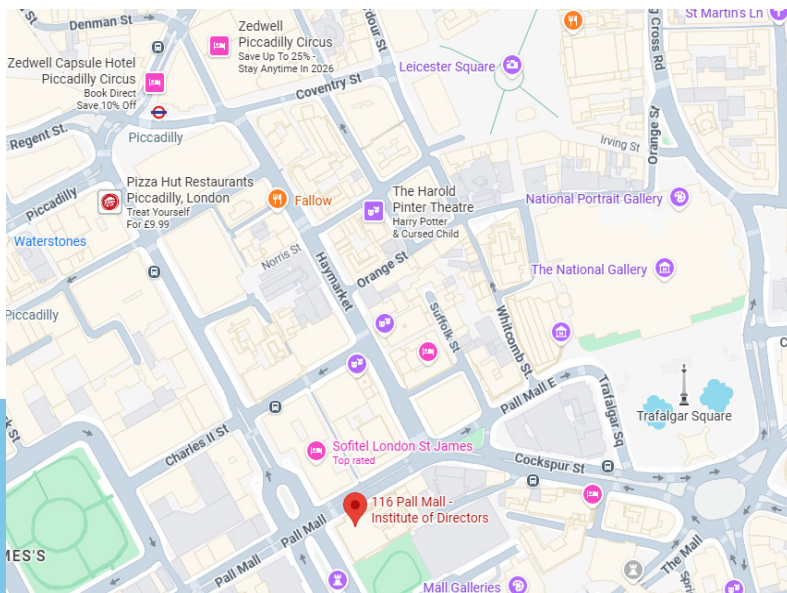 Denman St
Zedwell
Piccadilly Circus
Save Up To 25% -
Stay Anytime In 2026
Zedwell Capsule Hotel
Piccadilly Circus
Book Direct
Save 10% Off
Coventry St
Leicester Square
St Martin's Ln
g Cross Rd
Orange St
Irving St
Regent St.
Piccadilly
Piccadilly
Pizza Hut Restaurants
Piccadilly, London
Treat Yourself
For £9.99
Fallow
The Harold
Pinter Theatre
Harry Potter
& Cursed Child
National Portrait Gallery
Waterstones
Norris St
Haymarket
Orange St
The National Gallery
Piccadilly
Suffolk St
Whitcomb St.
Pall Mall E
Trafalgar Sq
Trafalgar Square
Charles II St
Sofitel London St James
Top rated
Cockspur St
116 Pall Mall -
Institute of Directors
Pall Mall
Pall Mall
MES'S
The Mall
Mall Galleries